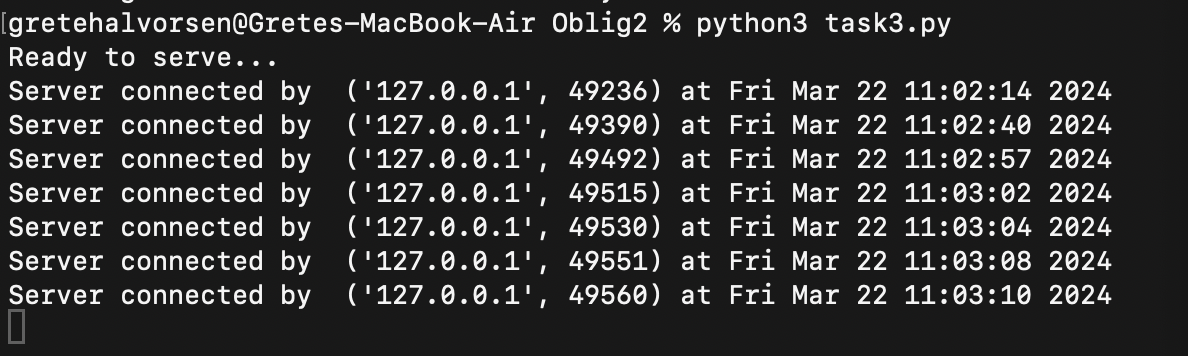 [gretehalvorsen@Gretes-MacBook-Air Oblig2 % python3 task3.py
Ready to serve...
Server connected by  ('127.0.0.1', 49236) at Fri Mar 22 11:02:14 2024
Server connected by  ('127.0.0.1', 49390) at Fri Mar 22 11:02:40 2024
Server connected by  ('127.0.0.1', 49492) at Fri Mar 22 11:02:57 2024
Server connected by  ('127.0.0.1', 49515) at Fri Mar 22 11:03:02 2024
Server connected by  ('127.0.0.1', 49530) at Fri Mar 22 11:03:04 2024
Server connected by  ('127.0.0.1', 49551) at Fri Mar 22 11:03:08 2024
Server connected by  ('127.0.0.1', 49560) at Fri Mar 22 11:03:10 2024